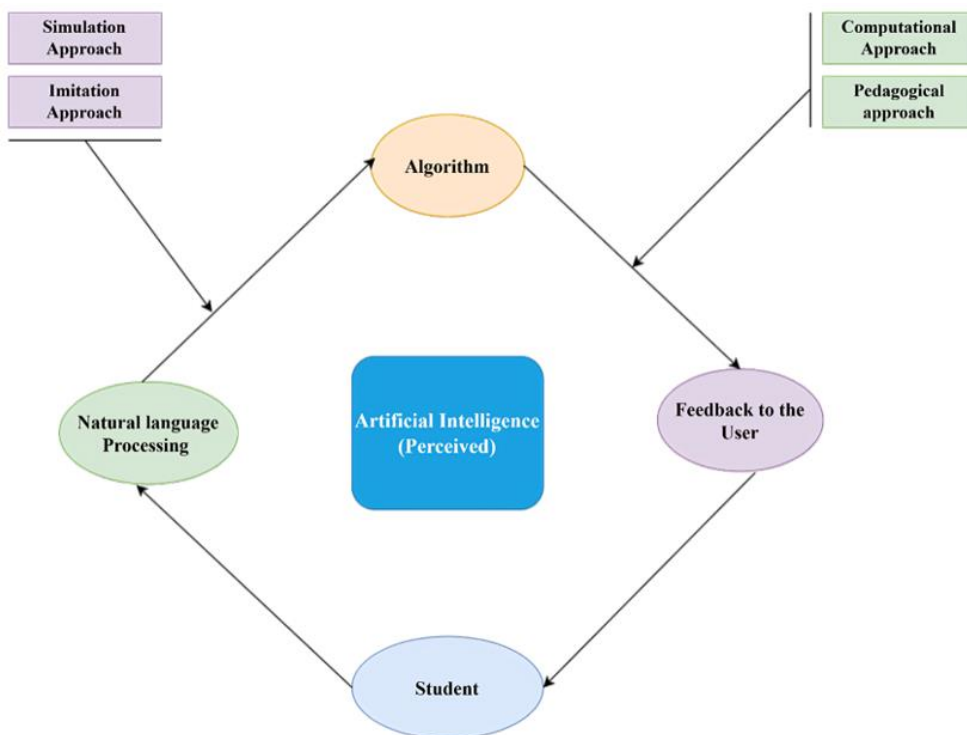 Simulation
Approach
Imitation
Approach
Computational
Approach
Pedagogical
approach
Algorithm
Natural language
Processing
Artificial Intelligence
(Perceived)
Feedback to the
User
Student